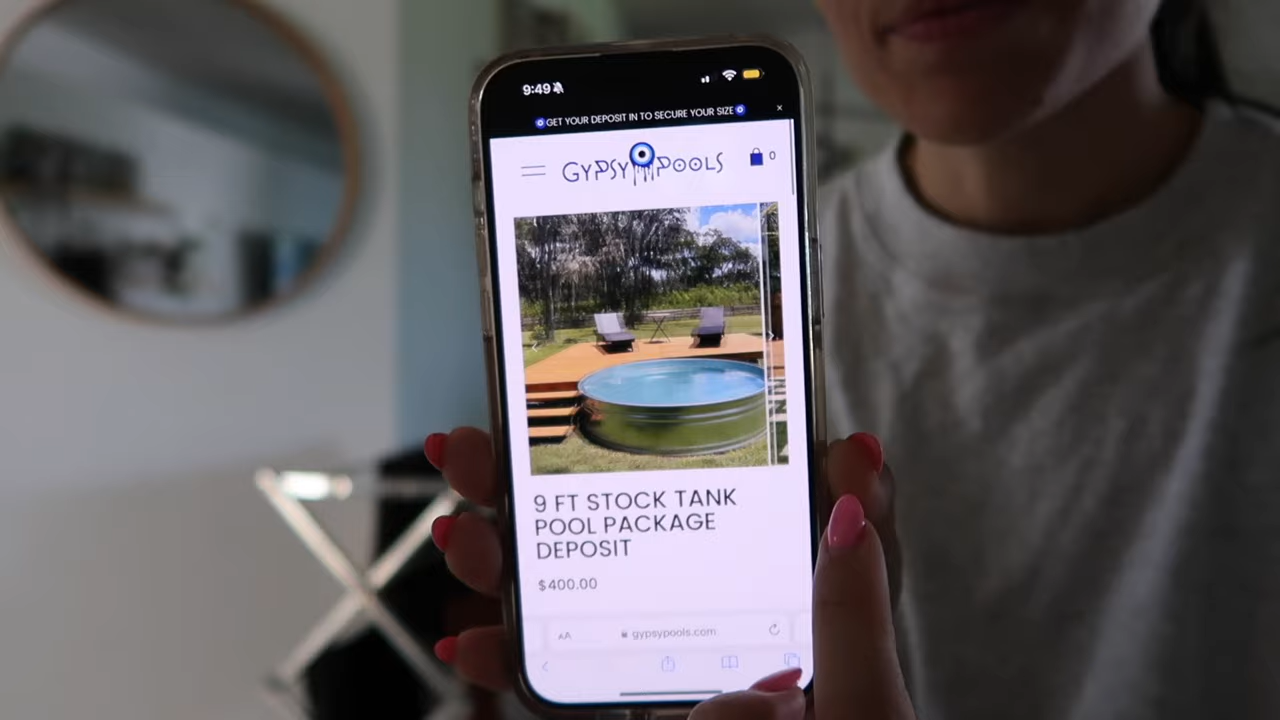 9:49
GET YOUR DEPOSIT IN TO SECURE YOUR SIZE
GYPSY POOLS
0
9 FT STOCK TANK
POOL PACKAGE
DEPOSIT
$400.00
AA
gypsypools.com